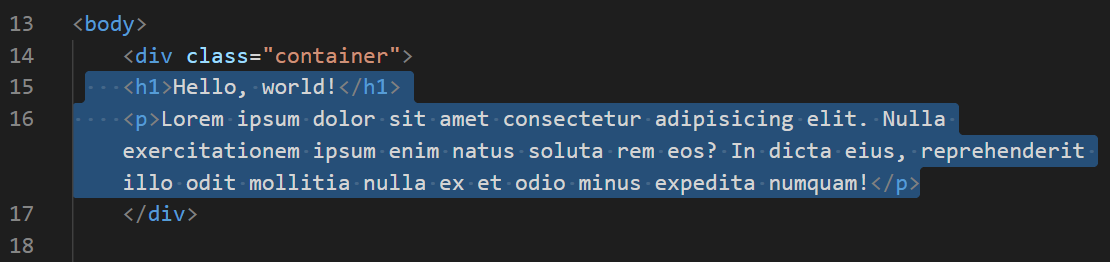 13 <body>
14 <div class="container">
15 <h1>Hello, world!</h1>
16 <p>Lorem ipsum dolor sit amet consectetur adipisicing elit. Nulla
exercitationem ipsum enim natus soluta rem eos? In dicta eius, reprehenderit
illo odit mollitia nulla ex et odio minus expedita numquam!</p>
17 </div>
18